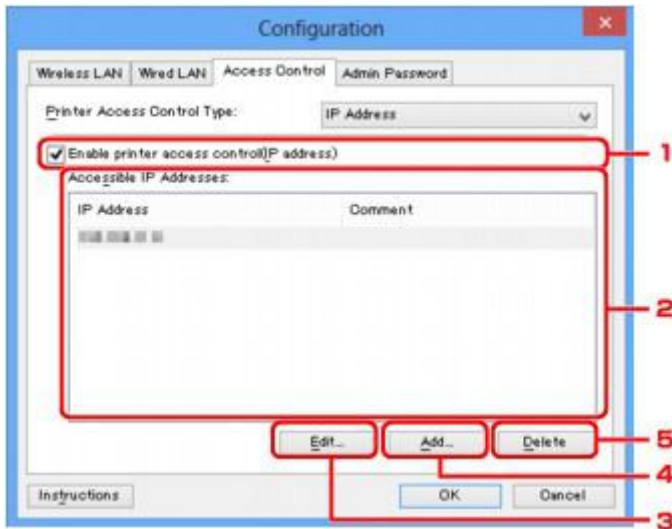 Configuration
Wireless LAN Wired LAN Access Control Admin Password
Printer Access Control Type: IP Address
Enable printer access control(IP address) 1
Accessible IP Addresses:
IP Address Comment
2
Edit... Add... Delete 5
4
Instructions OK Cancel
3